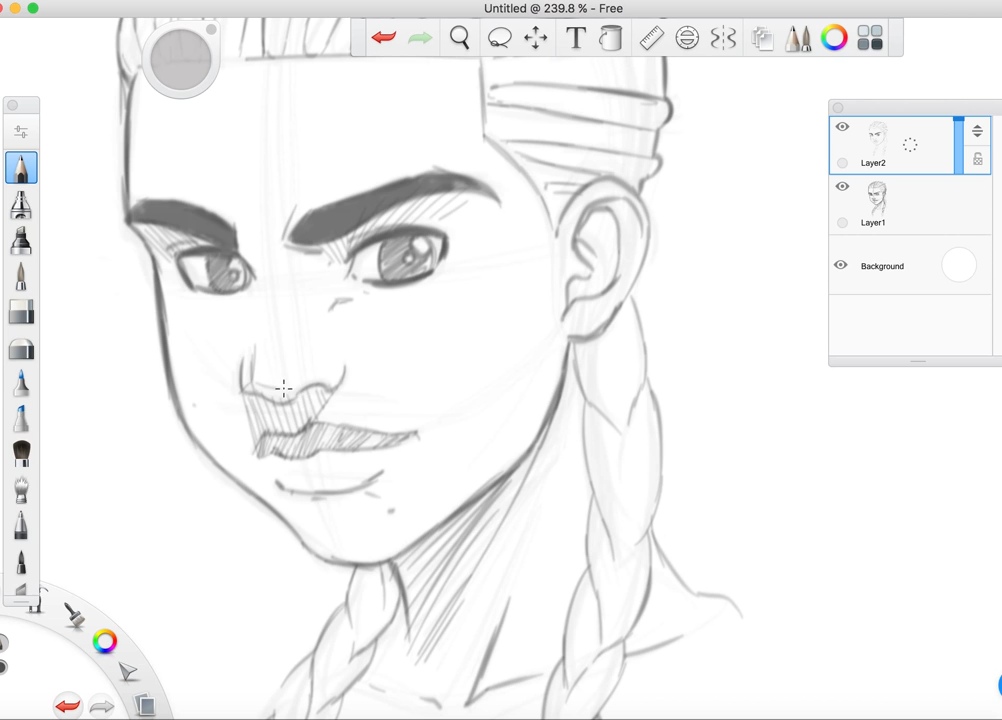 Untitled @ 239.8 % - Free
T
Layer2
Layer1
Background